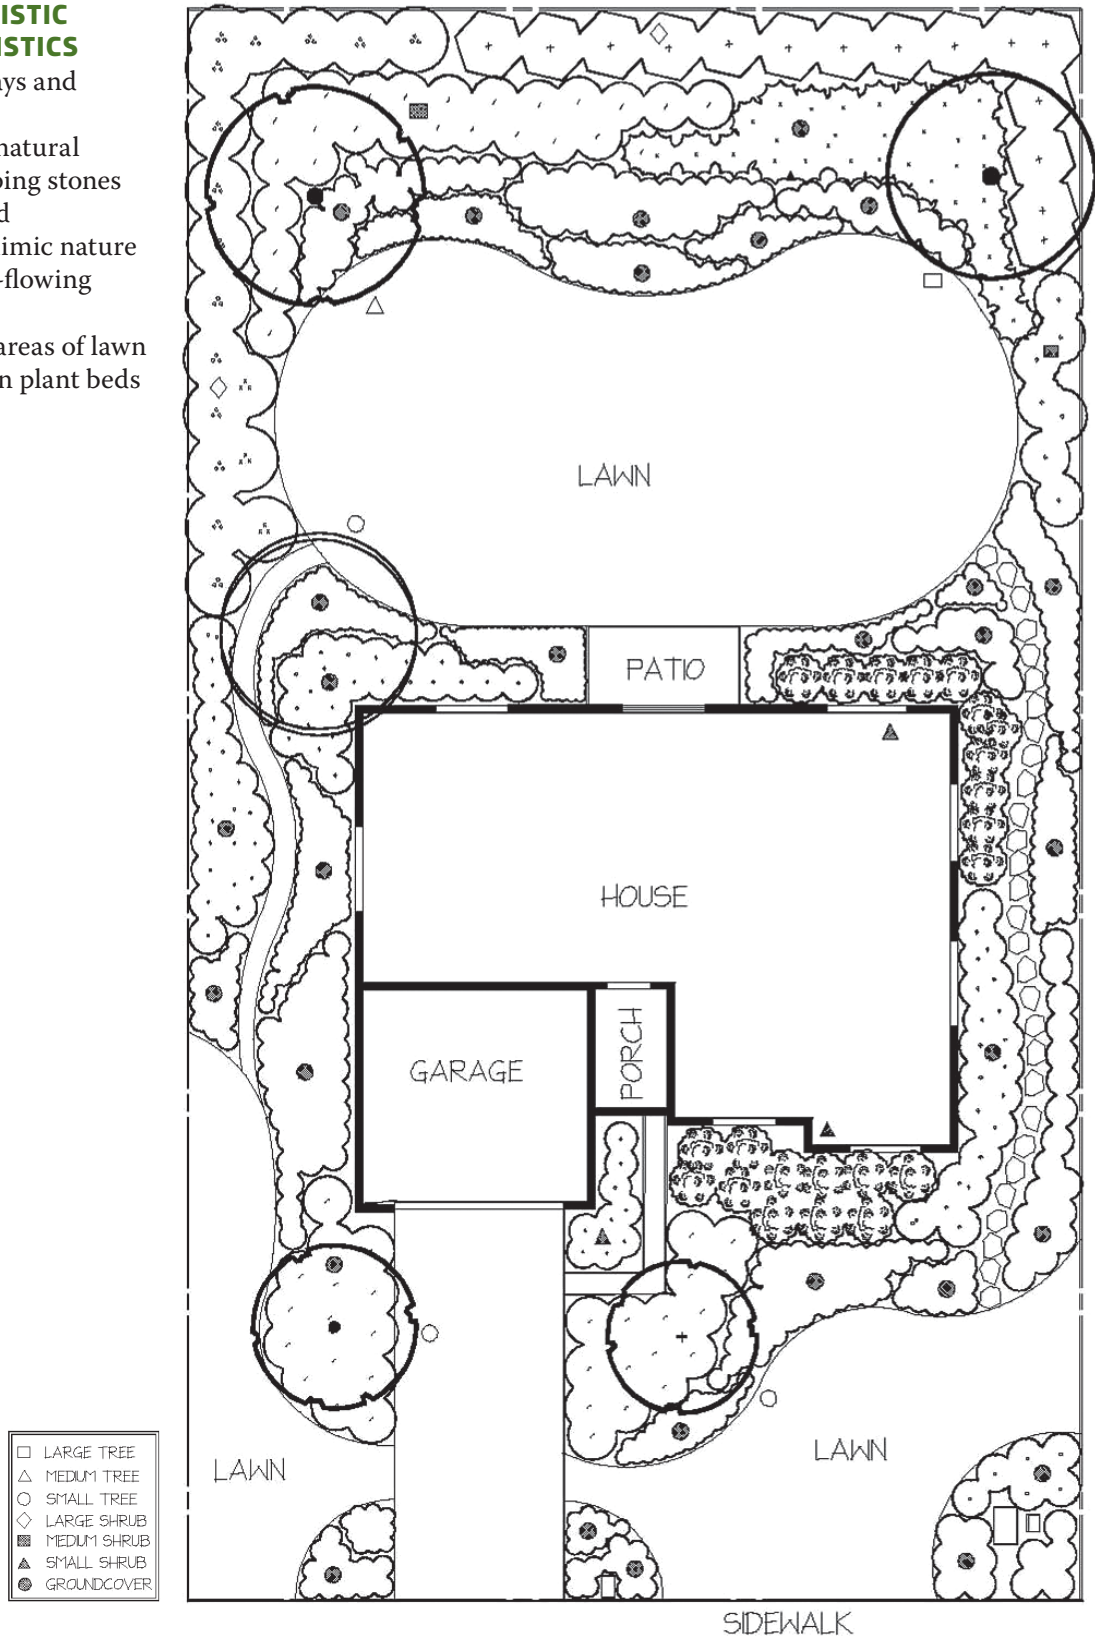 ISTIC
ISTICS
ays and
natural
ping stones
d
imic nature
-flowing
areas of lawn
n plant beds
LAWN
PATIO
HOUSE
GARAGE
PORCH
LAWN
LAWN
LARGE TREE
MEDIUM TREE
SMALL TREE
LARGE SHRUB
MEDIUM SHRUB
SMALL SHRUB
GROUNDCOVER
SIDEWALK